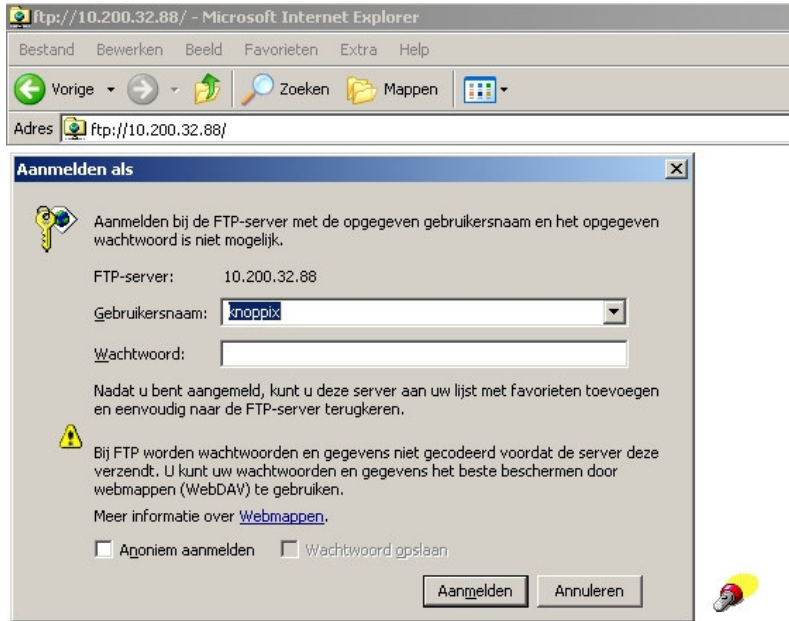 ftp://10.200.32.88/ - Microsoft Internet Explorer
Bestand Bewerken Beeld Favorieten Extra Help
Vorige Zoeken Mappen
Adres ftp://10.200.32.88/
Aanmelden als
Aanmelden bij de FTP-server met de opgegeven gebruikersnaam en het opgegeven
wachtwoord is niet mogelijk.
FTP-server: 10.200.32.88
Gebruikersnaam: knoppix
Wachtwoord:
Nadat u bent aangemeld, kunt u deze server aan uw lijst met favorieten toevoegen
en eenvoudig naar de FTP-server terugkeren.
Bij FTP worden wachtwoorden en gegevens niet gecodeerd voordat de server deze
verzendt. U kunt uw wachtwoorden en gegevens het beste beschermen door
webmappen (WebDAV) te gebruiken.
Meer informatie over Webmappen.
Anoniem aanmelden Wachtwoord opslaan
Aanmelden Annuleren